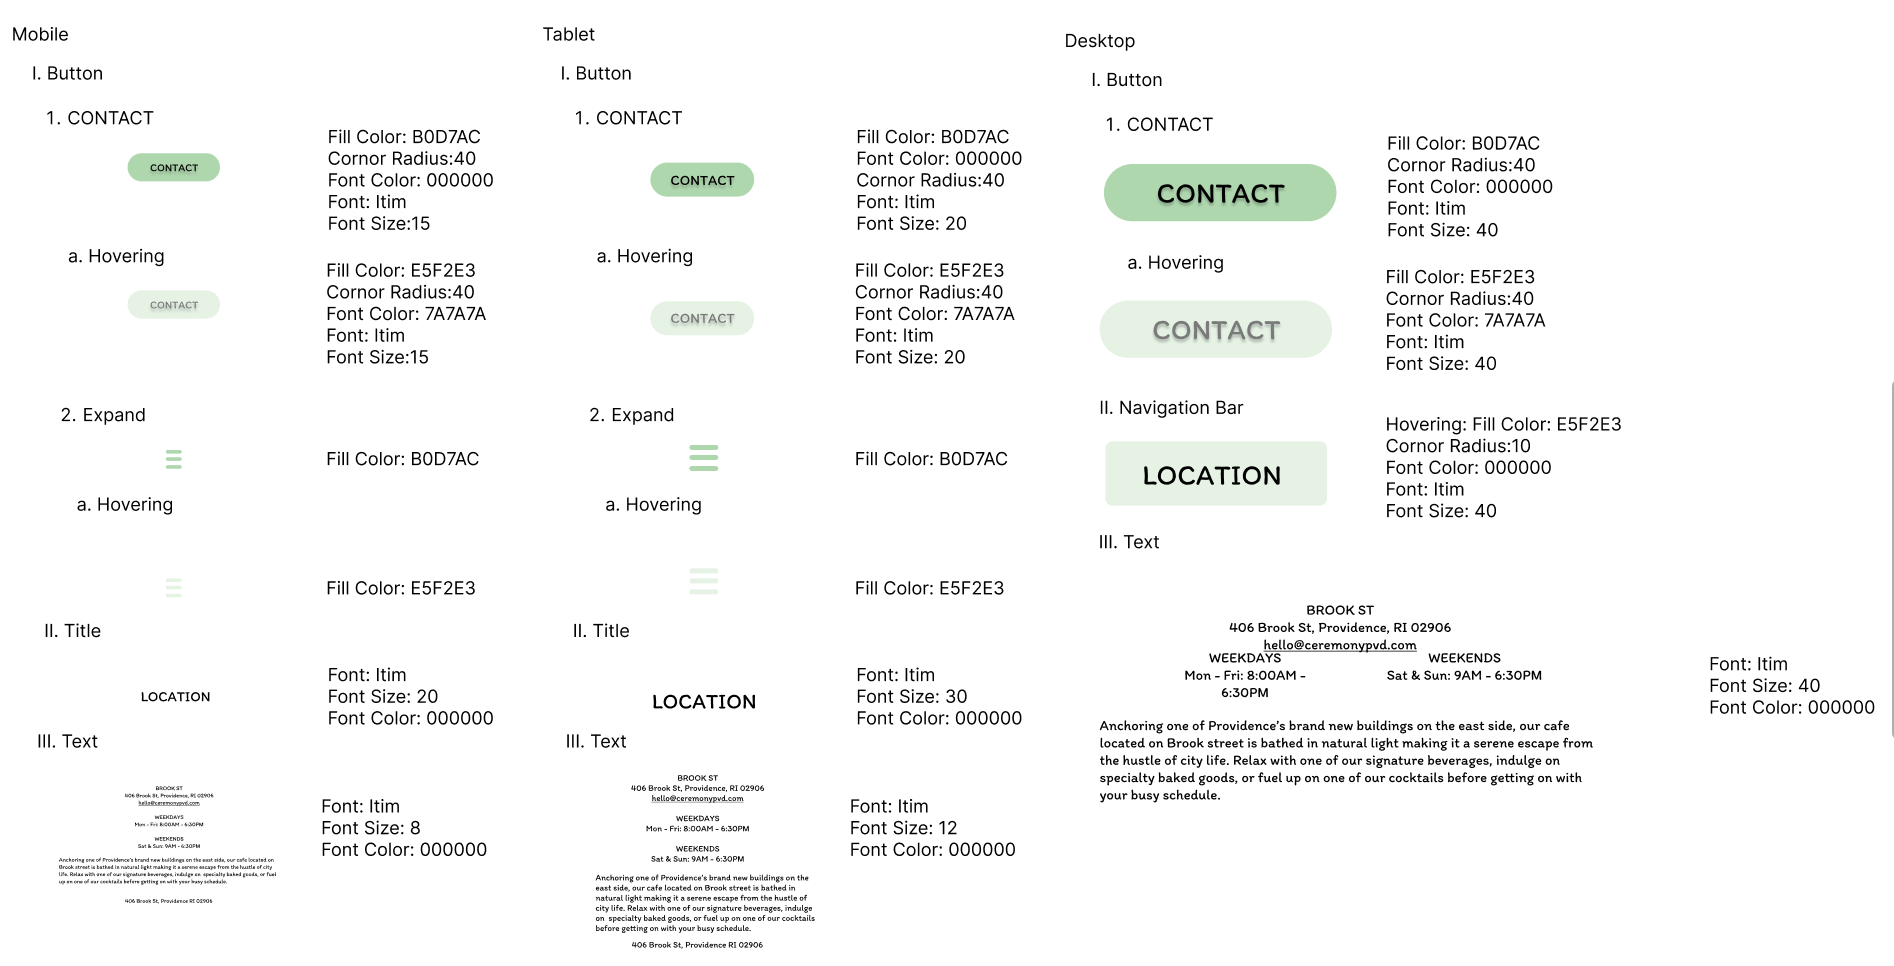 Mobile
I. Button
1. CONTACT
CONTACT
Fill Color: B0D7AC
Cornor Radius:40
Font Color: 000000
Font: Itim
Font Size:15
a. Hovering
CONTACT
Fill Color: E5F2E3
Cornor Radius:40
Font Color: 7A7A7A
Font: Itim
Font Size:15
2. Expand
Fill Color: B0D7AC
a. Hovering
Fill Color: E5F2E3
II. Title
LOCATION
Font: Itim
Font Size: 20
Font Color: 000000
III. Text
BROOK ST
406 Brook St, Providence, RI 02906
hello@ceremonypvd.com
WEEKDAYS
Mon - Fri: 8:00AM - 6:30PM
WEEKENDS
Sat & Sun: 9AM - 6:30PM
Anchoring one of Providence's brand new buildings on the east side, our cafe located on
Brook street is bathed in natural light making it a serene escape from the hustle of city
life. Relax with one of our signature beverages, indulge on specialty baked goods, or fuel
up on one of our cocktails before getting on with your busy schedule.
406 Brook St, Providence RI 02906
Font: Itim
Font Size: 8
Font Color: 000000
Tablet
I. Button
1. CONTACT
CONTACT
Fill Color: B0D7AC
Font Color: 000000
Cornor Radius:40
Font: Itim
Font Size: 20
a. Hovering
CONTACT
Fill Color: E5F2E3
Cornor Radius:40
Font Color: 7A7A7A
Font: Itim
Font Size: 20
2. Expand
Fill Color: B0D7AC
a. Hovering
Fill Color: E5F2E3
II. Title
LOCATION
Font: Itim
Font Size: 30
Font Color: 000000
III. Text
BROOK ST
406 Brook St, Providence, RI 02906
hello@ceremonypvd.com
WEEKDAYS
Mon - Fri: 8:00AM - 6:30PM
WEEKENDS
Sat & Sun: 9AM - 6:30PM
Anchoring one of Providence's brand new buildings on the
east side, our cafe located on Brook street is bathed in
natural light making it a serene escape from the hustle of
city life. Relax with one of our signature beverages, indulge
on specialty baked goods, or fuel up on one of our cocktails
before getting on with your busy schedule.
406 Brook St, Providence RI 02906
Font: Itim
Font Size: 12
Font Color: 000000
Desktop
I. Button
1. CONTACT
CONTACT
Fill Color: B0D7AC
Cornor Radius:40
Font Color: 000000
Font: Itim
Font Size: 40
a. Hovering
CONTACT
Fill Color: E5F2E3
Cornor Radius:40
Font Color: 7A7A7A
Font: Itim
Font Size: 40
II. Navigation Bar
LOCATION
Hovering: Fill Color: E5F2E3
Cornor Radius:10
Font Color: 000000
Font: Itim
Font Size: 40
III. Text
BROOK ST
406 Brook St, Providence, RI 02906
hello@ceremonypvd.com
WEEKDAYS
Mon - Fri: 8:00AM -
6:30PM
WEEKENDS
Sat & Sun: 9AM - 6:30PM
Anchoring one of Providence's brand new buildings on the east side, our cafe
located on Brook street is bathed in natural light making it a serene escape from
the hustle of city life. Relax with one of our signature beverages, indulge on
specialty baked goods, or fuel up on one of our cocktails before getting on with
your busy schedule.
Font: Itim
Font Size: 40
Font Color: 000000